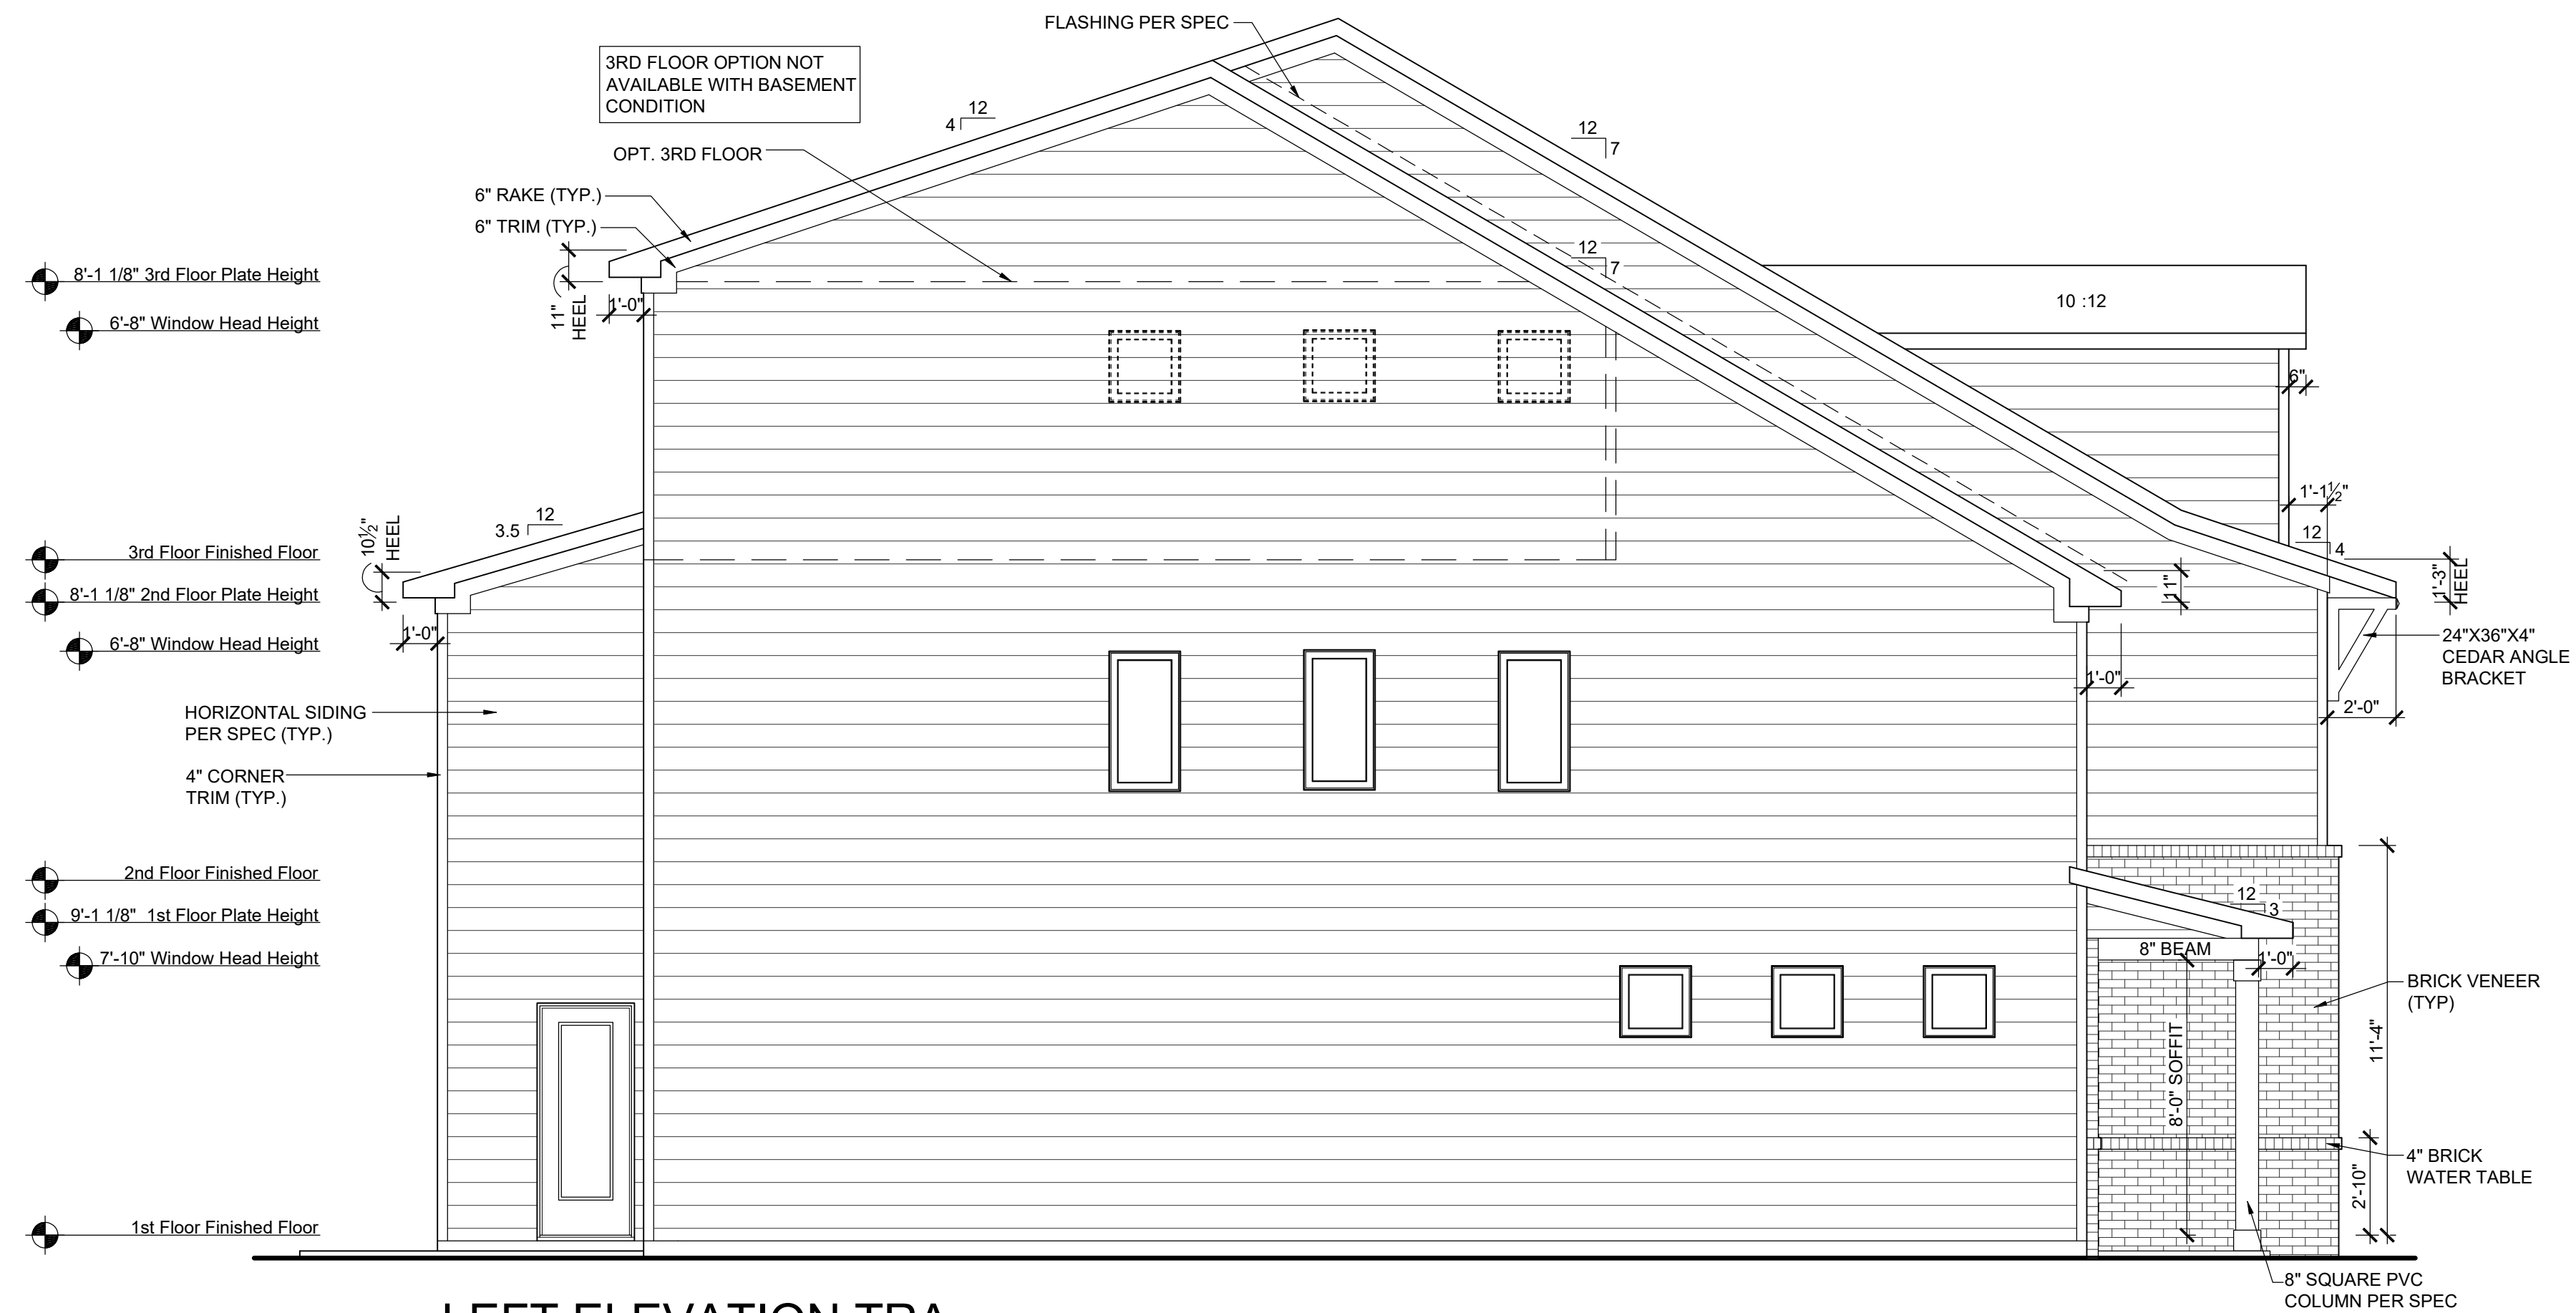 FLASHING PER SPEC
3RD FLOOR OPTION NOT
AVAILABLE WITH BASEMENT
CONDITION
12
4
12
7
OPT. 3RD FLOOR
6" RAKE (TYP.)
6" TRIM (TYP.)
12
7
8'-1 1/8" 3rd Floor Plate Height
11"
HEEL
1'-0"
10 :12
6'-8" Window Head Height
6"
1'-1 1/2"
10 1/2"
HEEL
3.5
12
12
4
3rd Floor Finished Floor
8'-1 1/8" 2nd Floor Plate Height
11"
1'-3"
HEEL
1'-0"
6'-8" Window Head Height
24"X36"X4"
CEDAR ANGLE
BRACKET
1'-0"
2'-0"
HORIZONTAL SIDING
PER SPEC (TYP.)
4" CORNER
TRIM (TYP.)
2nd Floor Finished Floor
12
3
9'-1 1/8" 1st Floor Plate Height
8" BEAM
1'-0"
7'-10" Window Head Height
BRICK VENEER
(TYP)
11'-4"
8'-0" SOFFIT
4" BRICK
WATER TABLE
2'-10"
1st Floor Finished Floor
8" SQUARE PVC
COLUMN PER SPEC